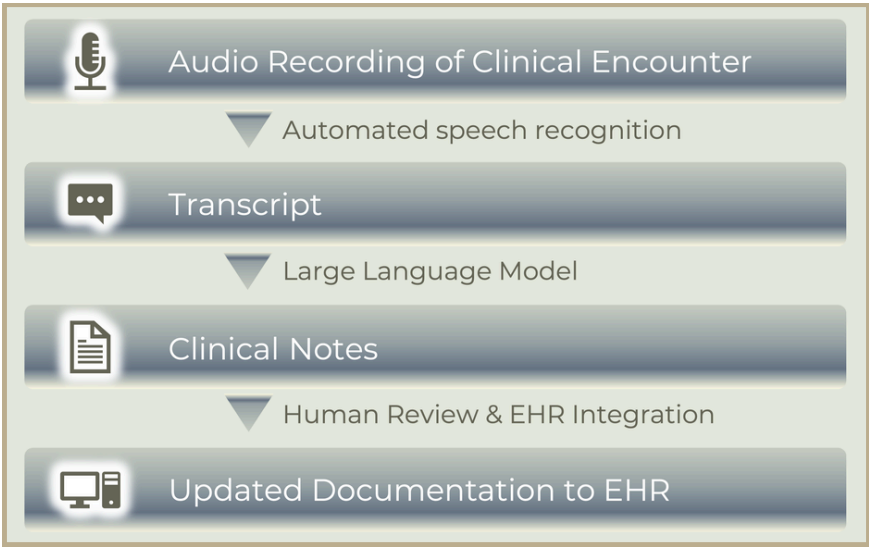 Audio Recording of Clinical Encounter
Automated speech recognition
Transcript
Large Language Model
Clinical Notes
Human Review & EHR Integration
Updated Documentation to EHR